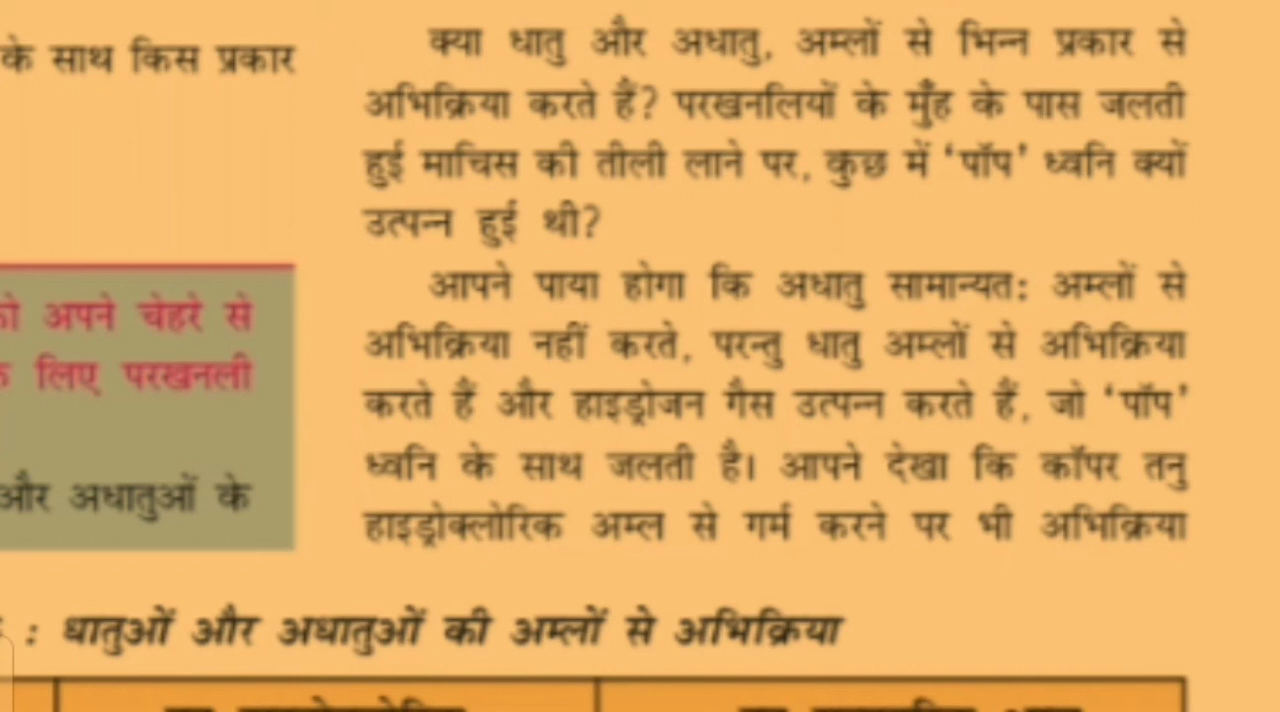 के साथ किस प्रकार
को अपने चेहरे से
के लिए परखनली
और अधातुओं के
क्या धातु और अधातु, अम्लों से भिन्न प्रकार से
अभिक्रिया करते हैं? परखनलियों के मुँह के पास जलती
हुई माचिस की तीली लाने पर, कुछ में ‘पॉप’ ध्वनि क्यों
उत्पन्न हुई थी?
आपने पाया होगा कि अधातु सामान्यत: अम्लों से
अभिक्रिया नहीं करते, परन्तु धातु अम्लों से अभिक्रिया
करते हैं और हाइड्रोजन गैस उत्पन्न करते हैं, जो ‘पॉप’
ध्वनि के साथ जलती है। आपने देखा कि कॉपर तनु
हाइड्रोक्लोरिक अम्ल से गर्म करने पर भी अभिक्रिया
: धातुओं और अधातुओं की अम्लों से अभिक्रिया